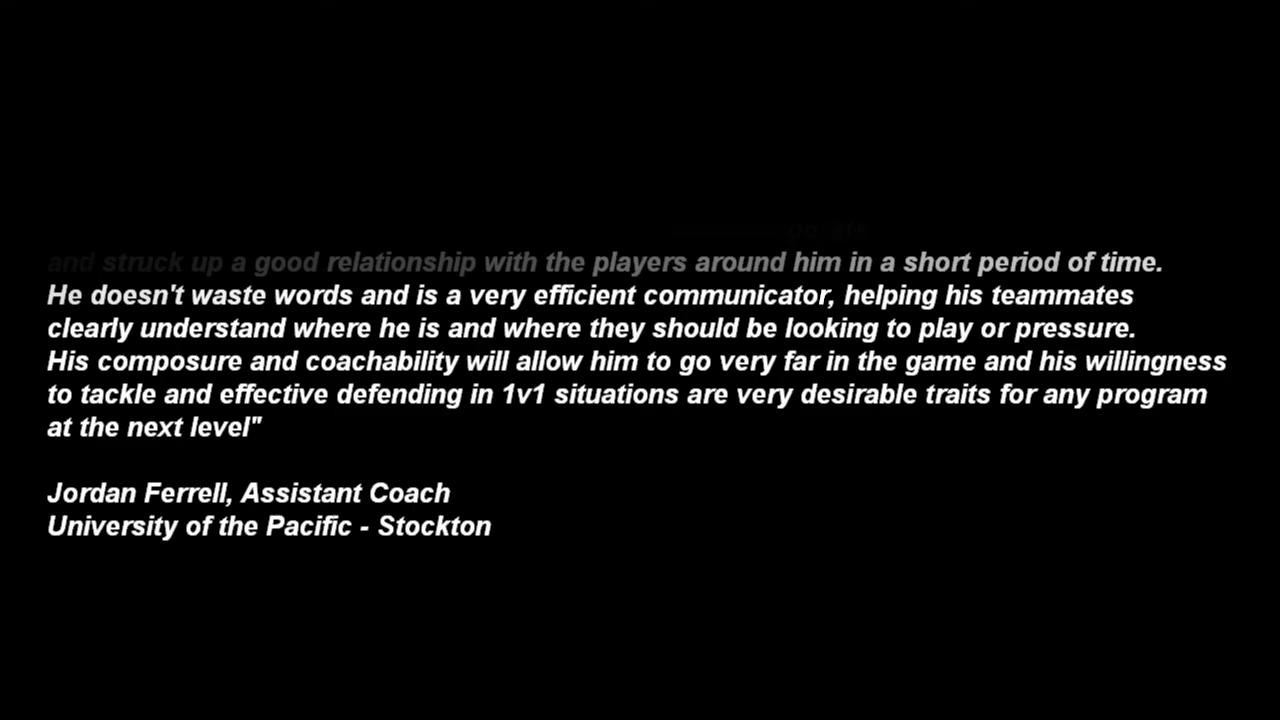 and struck up a good relationship with the players around him in a short period of time.
He doesn't waste words and is a very efficient communicator, helping his teammates
clearly understand where he is and where they should be looking to play or pressure.
His composure and coachability will allow him to go very far in the game and his willingness
to tackle and effective defending in 1v1 situations are very desirable traits for any program
at the next level"
Jordan Ferrell, Assistant Coach
University of the Pacific - Stockton